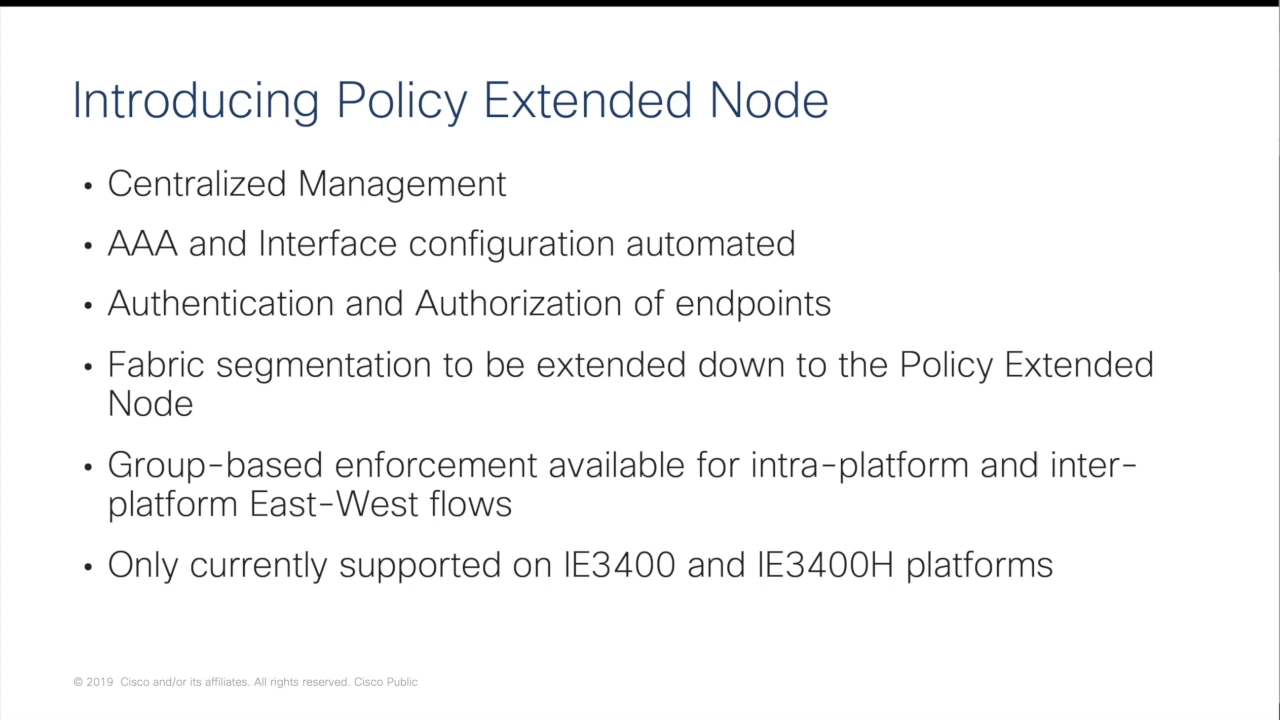 Introducing Policy Extended Node
• Centralized Management
• AAA and Interface configuration automated
• Authentication and Authorization of endpoints
• Fabric segmentation to be extended down to the Policy Extended
Node
• Group-based enforcement available for intra-platform and inter-
platform East-West flows
• Only currently supported on IE3400 and IE3400H platforms
© 2019 Cisco and/or its affiliates. All rights reserved. Cisco Public